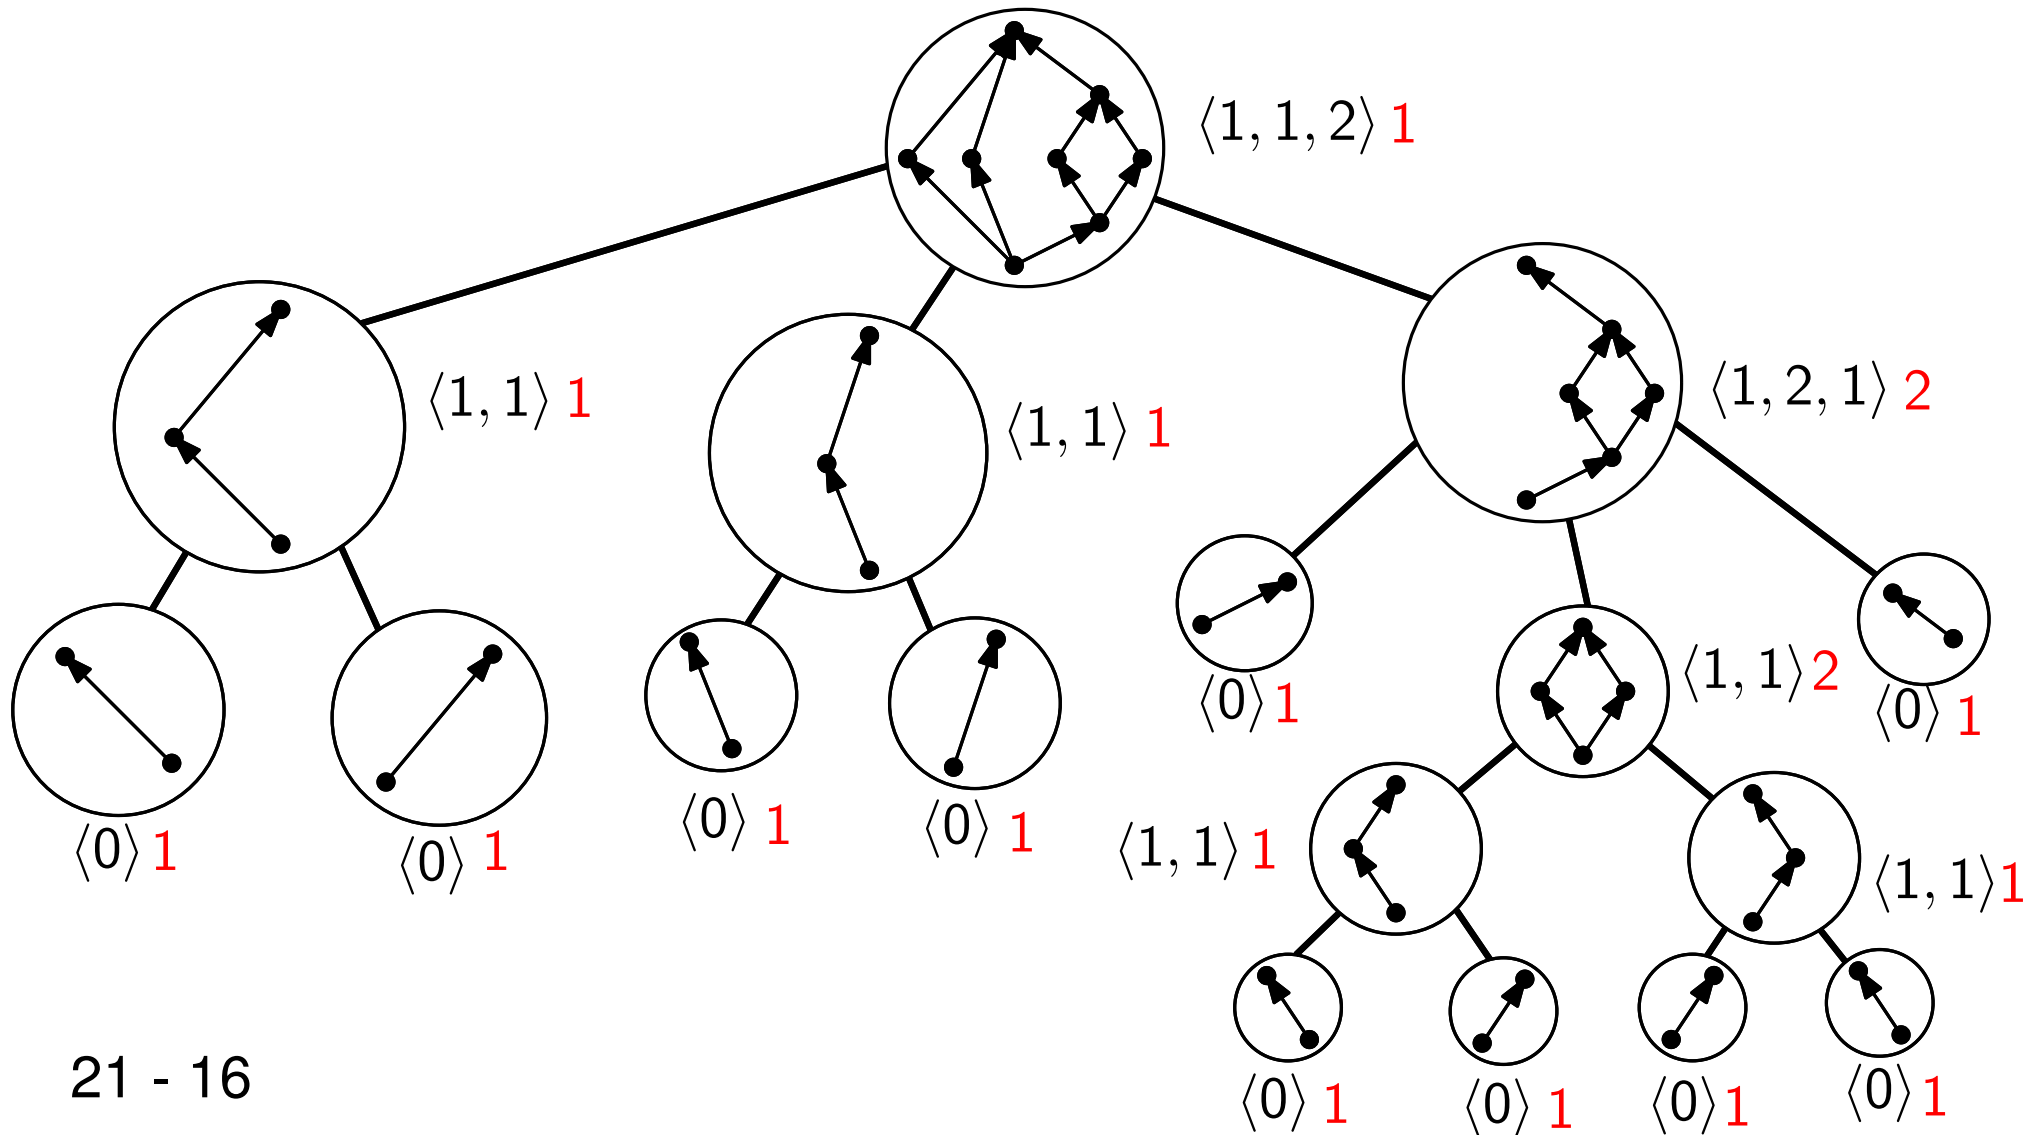 ⟨1, 1, 2⟩ 1
⟨1, 1⟩ 1
⟨1, 1⟩ 1
⟨1, 2, 1⟩ 2
⟨0⟩ 1
⟨0⟩ 1
⟨0⟩ 1
⟨0⟩ 1
⟨0⟩ 1
⟨1, 1⟩ 2
⟨0⟩ 1
⟨1, 1⟩ 1
⟨1, 1⟩ 1
⟨0⟩ 1
⟨0⟩ 1
⟨0⟩ 1
⟨0⟩ 1
21 - 16